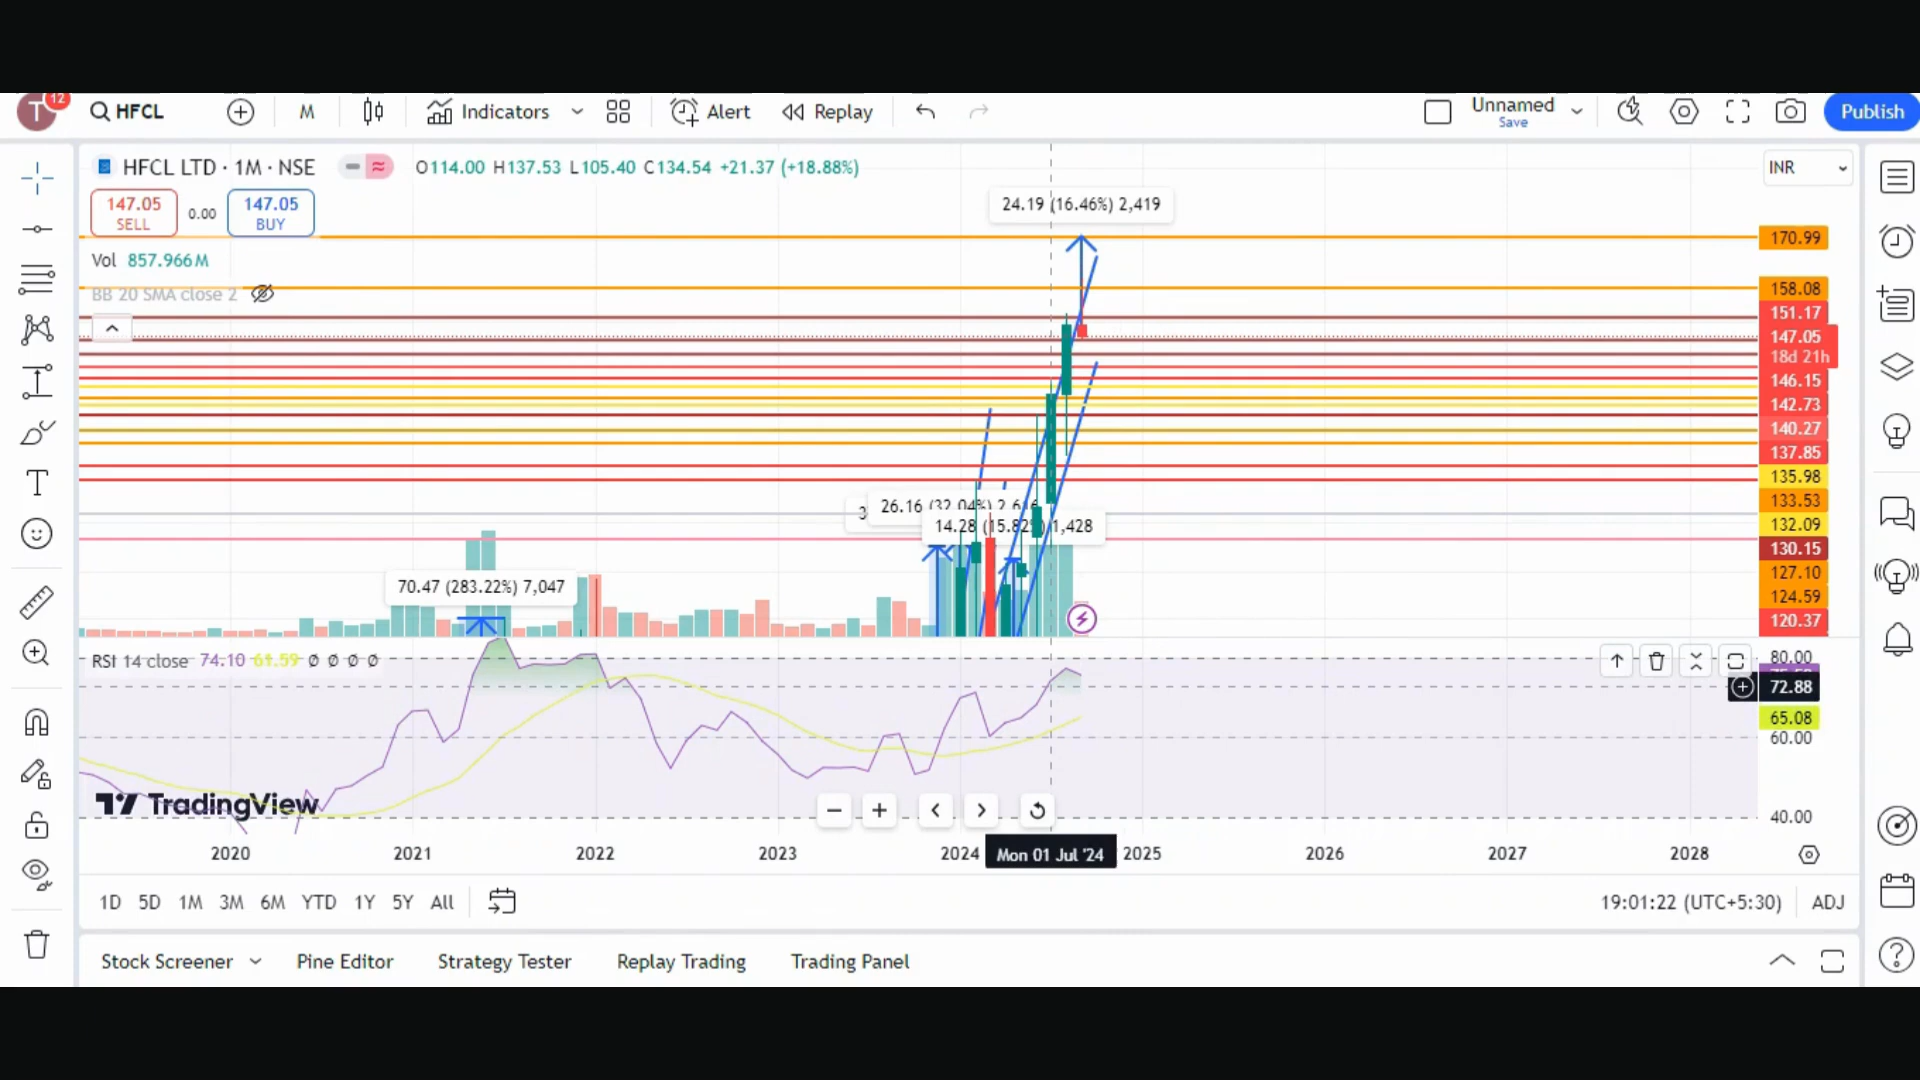 T 12 HFCL M Indicators Alert Replay Unnamed Save Publish
HFCL LTD · 1M · NSE O114.00 H137.53 L105.40 C134.54 +21.37 (+18.88%) INR
147.05 SELL 0.00 147.05 BUY
24.19 (16.46%) 2,419
170.99
Vol 857.966M
BB 20 SMA close 2
158.08
151.17
147.05
18d 21h
146.15
142.73
140.27
137.85
135.98
133.53
132.09
130.15
127.10
124.59
120.37
26.16 (32.04%)
14.28 (15.82%) 1,428
70.47 (283.22%) 7,047
RSI 14 close 74.10 61.59 Ø Ø Ø Ø
80.00
72.88
65.08
60.00
40.00
TradingView
2020 2021 2022 2023 2024 Mon 01 Jul '24 2025 2026 2027 2028
1D 5D 1M 3M 6M YTD 1Y 5Y All 19:01:22 (UTC+5:30) ADJ
Stock Screener Pine Editor Strategy Tester Replay Trading Trading Panel